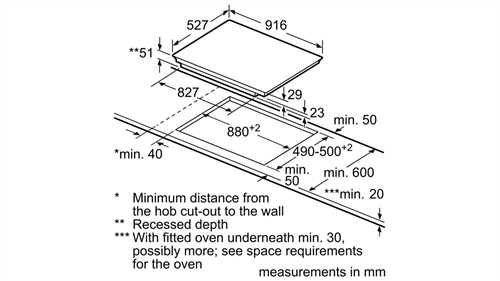 527 916
**51
827
29
23
min. 50
880+2
490-500+2
*min. 40
min.
50
min. 600
***min. 20
* Minimum distance from
the hob cut-out to the wall
** Recessed depth
*** With fitted oven underneath min. 30,
possibly more; see space requirements
for the oven
measurements in mm